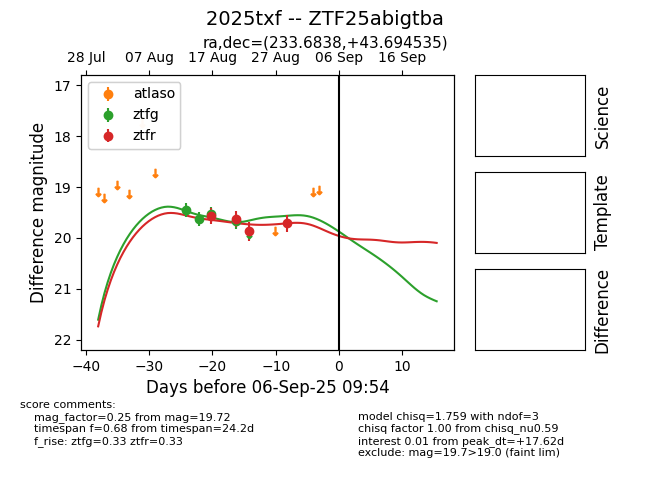 2025txf -- ZTF25abigtba
ra,dec=(233.6838,+43.694535)
28 Jul 07 Aug 17 Aug 27 Aug 06 Sep 16 Sep
17
18
19
20
21
22
Difference magnitude
atlaso
ztfg
ztfr
−40 −30 −20 −10 0 10
Days before 06-Sep-25 09:54
Science
Template
Difference
score comments:
mag_factor=0.25 from mag=19.72
timespan f=0.68 from timespan=24.2d
f_rise: ztfg=0.33 ztfr=0.33
model chisq=1.759 with ndof=3
chisq factor 1.00 from chisq_nu0.59
interest 0.01 from peak_dt=+17.62d
exclude: mag=19.7>19.0 (faint lim)